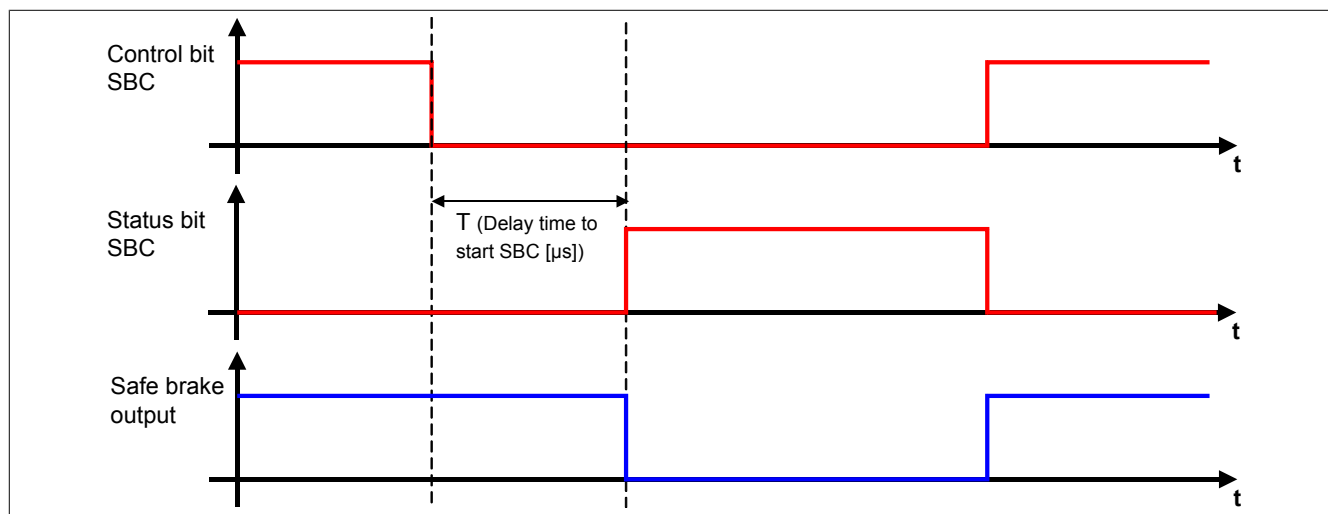 Control bit
SBC
t
T (Delay time to
start SBC [µs])
Status bit
SBC
t
Safe brake
output
t